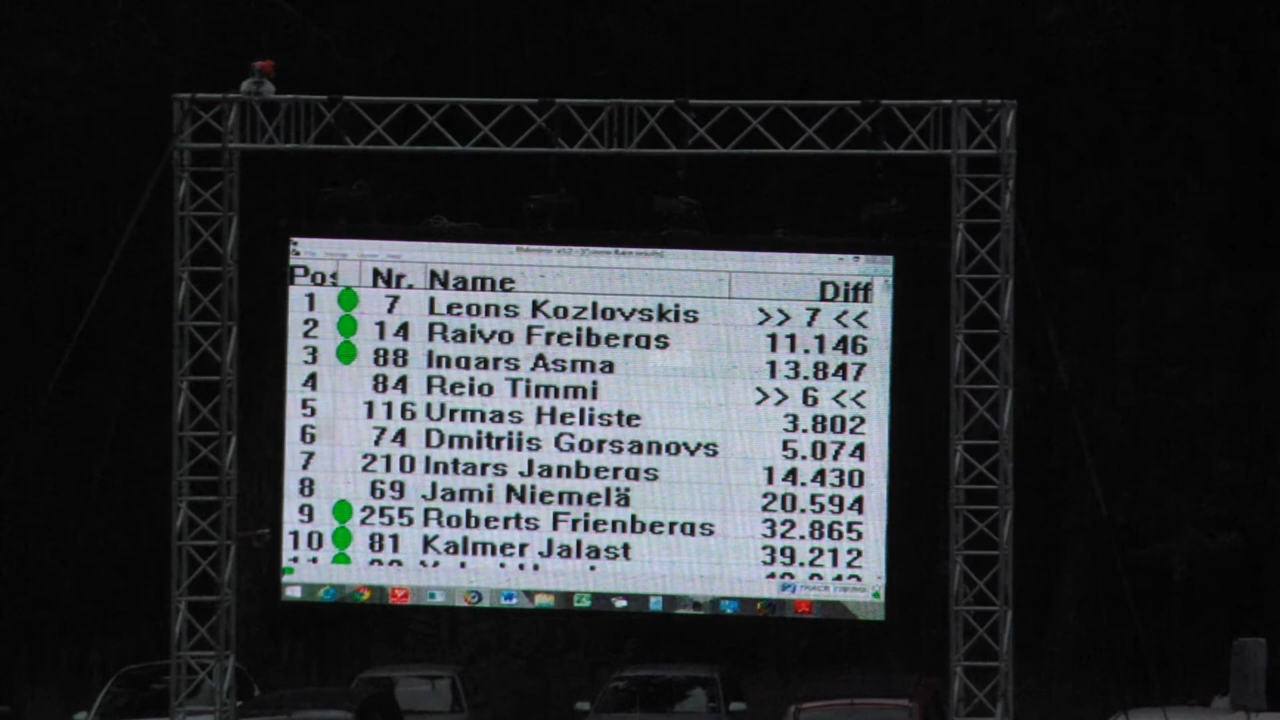 Pos Nr. Name Diff
1 7 Leons Kozlovskis >> 7 <<
2 14 Raivo Freibergs 11.146
3 88 Ingars Asma 13.847
4 84 Reio Timmi >> 6 <<
5 116 Urmas Heliste 3.802
6 74 Dmitrijs Gorsanovs 5.074
7 210 Intars Janbergs 14.430
8 69 Jami Niemelä 20.594
9 255 Roberts Frienbergs 32.865
10 81 Kalmer Jalast 39.212